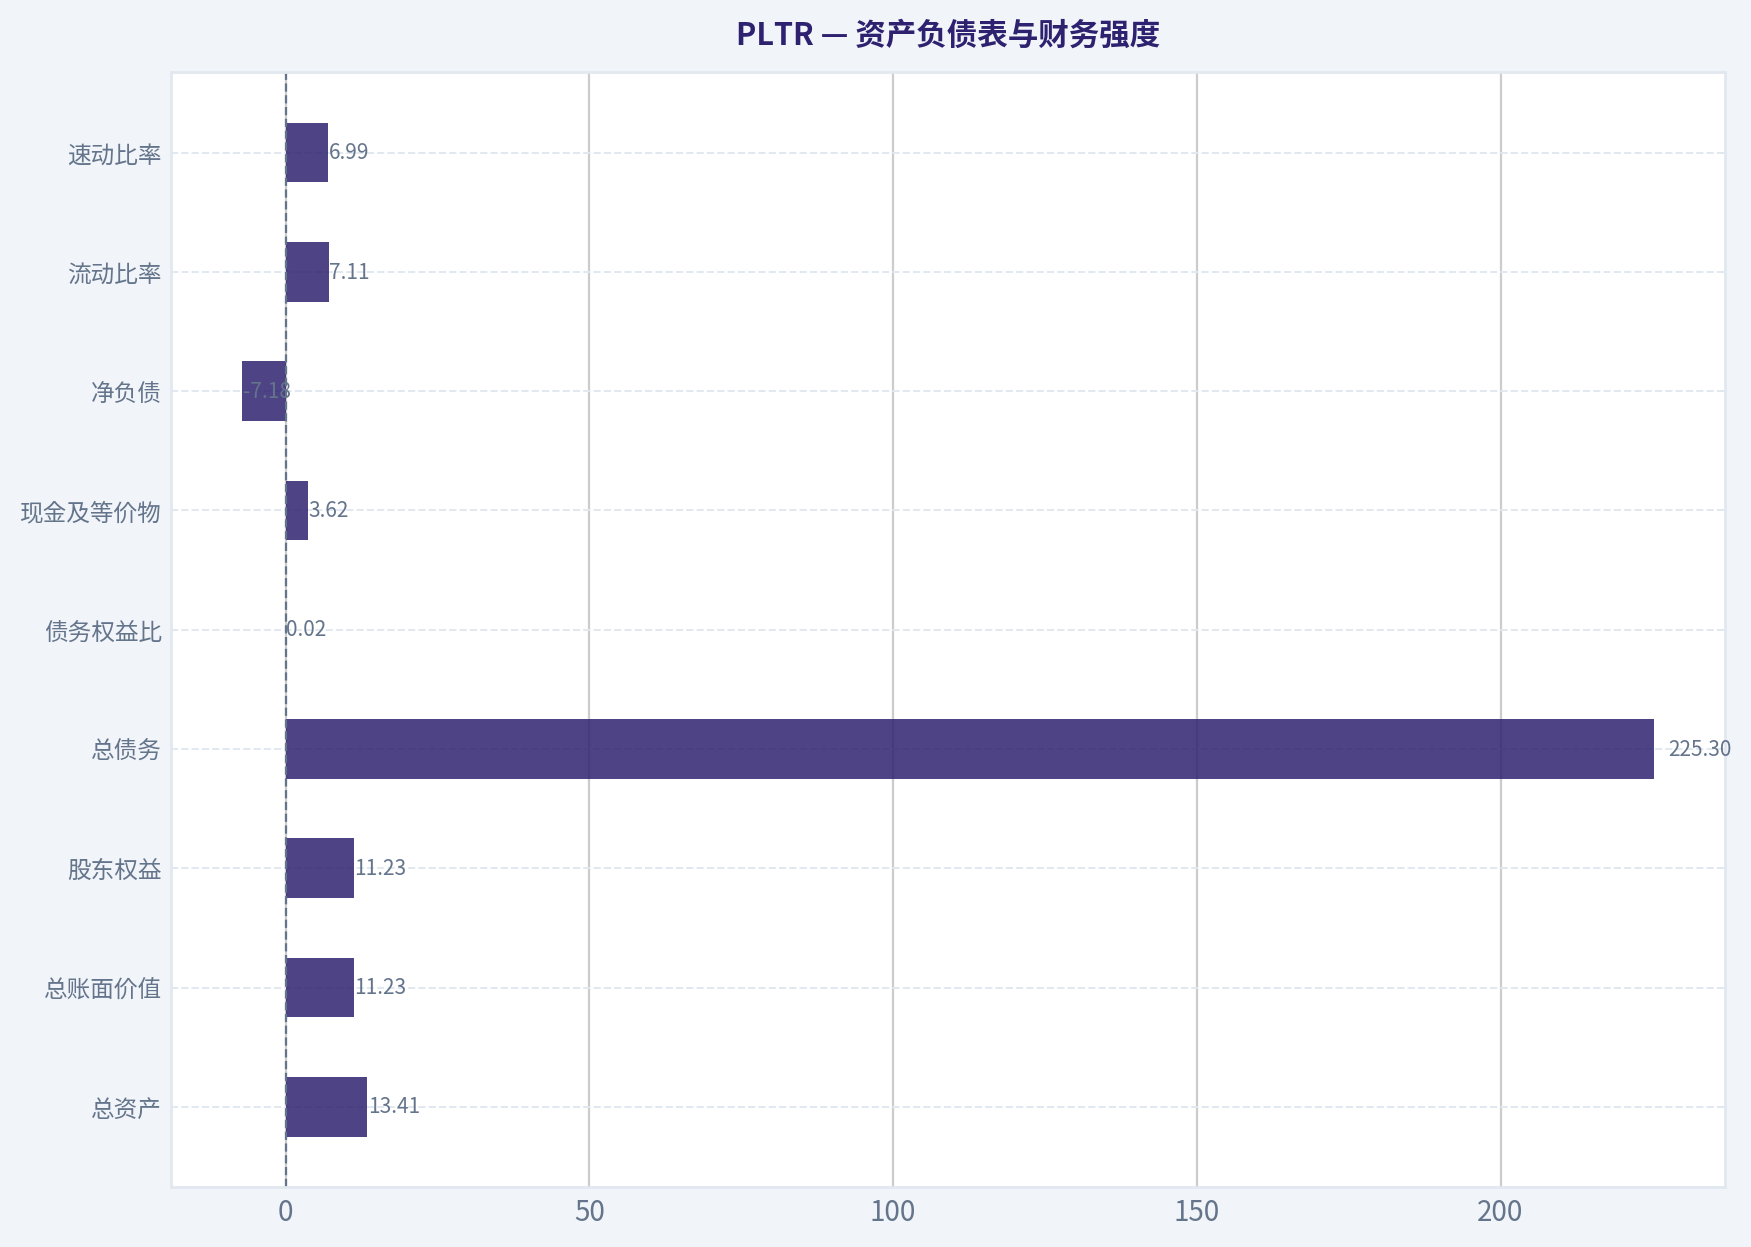 PLTR — 资产负债表与财务强度
速动比率 6.99
流动比率 7.11
净负债 -7.18
现金及等价物 3.62
债务权益比 0.02
总债务 225.30
股东权益 11.23
总账面价值 11.23
总资产 13.41
0 50 100 150 200